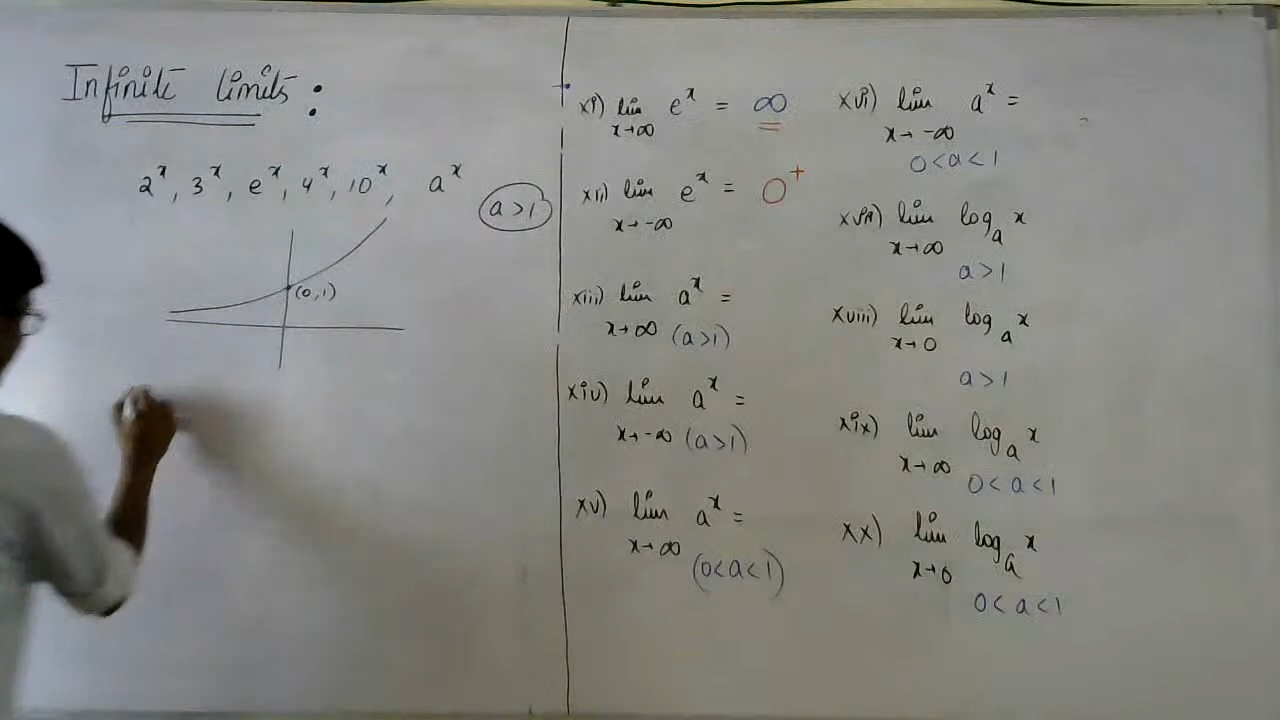 Infinite limits :
2^x, 3^x, e^x, 4^x, 10^x, a^x
a>1
(0,1)
xi) lim e^x = ∞
x→∞
xii) lim e^x = 0^+
x→-∞
xiii) lim a^x =
x→∞ (a>1)
xiv) lim a^x =
x→-∞ (a>1)
xv) lim a^x =
x→∞
(0<a<1)
xvi) lim a^x =
x→-∞
0<a<1
xvii) lim log_a x
x→∞
a>1
xviii) lim log_a x
x→0
a>1
xix) lim log_a x
x→∞
0<a<1
xx) lim log_a x
x→0
0<a<1